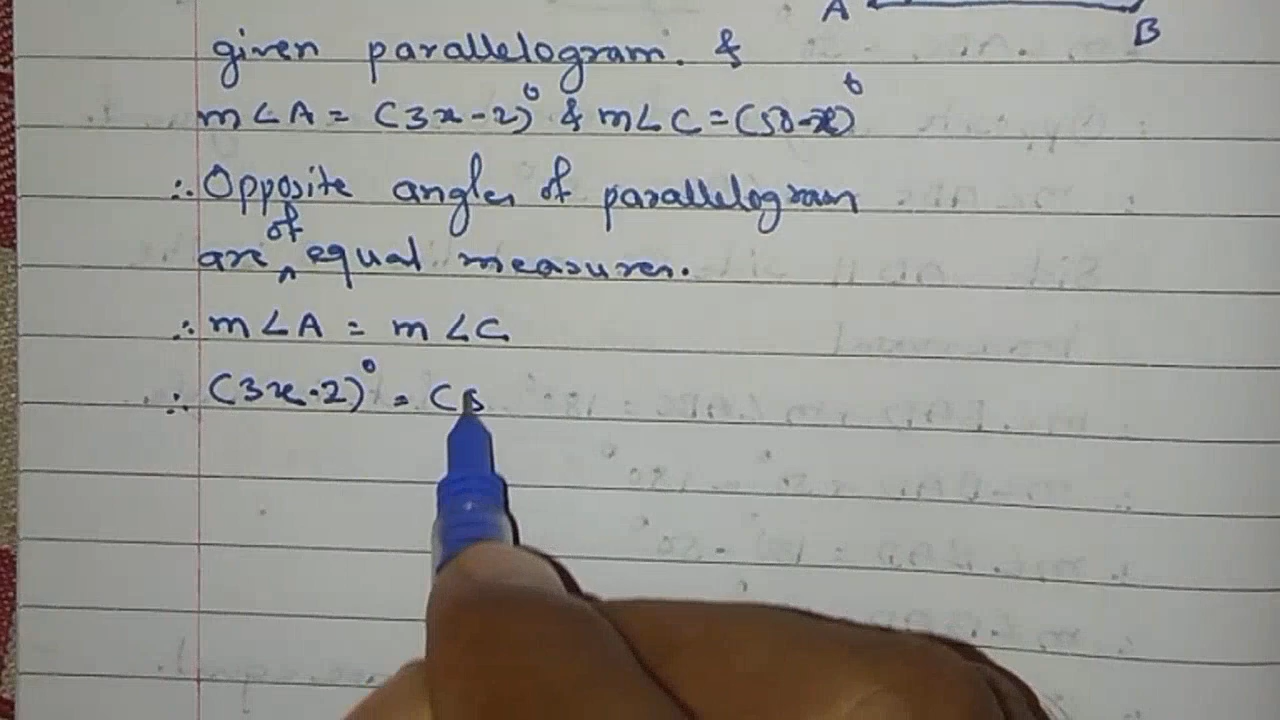 A B
given parallelogram. &
m∠A = (3x-2)° & m∠C = (50-x)°
∴ Opposite angles of parallelogram
are of equal measures.
∴ m∠A = m∠C
∴ (3x-2)° = (5